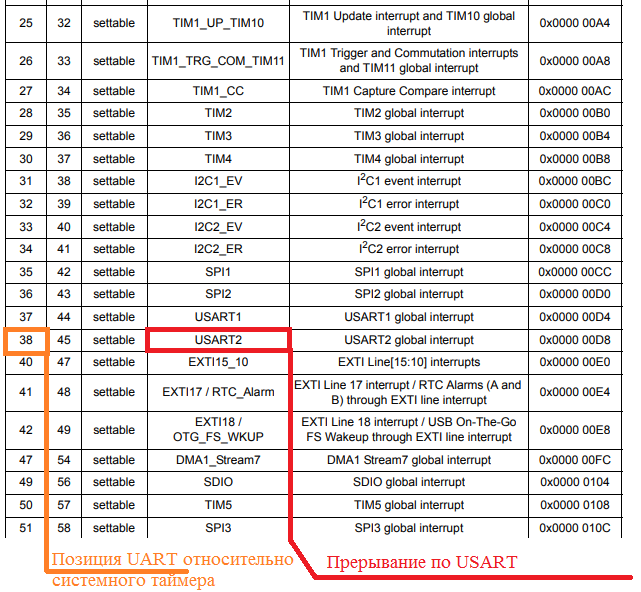 25 32 settable TIM1_UP_TIM10 TIM1 Update interrupt and TIM10 global interrupt 0x0000 00A4
26 33 settable TIM1_TRG_COM_TIM11 TIM1 Trigger and Commutation interrupts and TIM11 global interrupt 0x0000 00A8
27 34 settable TIM1_CC TIM1 Capture Compare interrupt 0x0000 00AC
28 35 settable TIM2 TIM2 global interrupt 0x0000 00B0
29 36 settable TIM3 TIM3 global interrupt 0x0000 00B4
30 37 settable TIM4 TIM4 global interrupt 0x0000 00B8
31 38 settable I2C1_EV I²C1 event interrupt 0x0000 00BC
32 39 settable I2C1_ER I²C1 error interrupt 0x0000 00C0
33 40 settable I2C2_EV I²C2 event interrupt 0x0000 00C4
34 41 settable I2C2_ER I²C2 error interrupt 0x0000 00C8
35 42 settable SPI1 SPI1 global interrupt 0x0000 00CC
36 43 settable SPI2 SPI2 global interrupt 0x0000 00D0
37 44 settable USART1 USART1 global interrupt 0x0000 00D4
38 45 settable USART2 USART2 global interrupt 0x0000 00D8
40 47 settable EXTI15_10 EXTI Line[15:10] interrupts 0x0000 00E0
41 48 settable EXTI17 / RTC_Alarm EXTI Line 17 interrupt / RTC Alarms (A and B) through EXTI line interrupt 0x0000 00E4
42 49 settable EXTI18 / OTG_FS_WKUP EXTI Line 18 interrupt / USB On-The-Go FS Wakeup through EXTI line interrupt 0x0000 00E8
47 54 settable DMA1_Stream7 DMA1 Stream7 global interrupt 0x0000 00FC
49 56 settable SDIO SDIO global interrupt 0x0000 0104
50 57 settable TIM5 TIM5 global interrupt 0x0000 0108
51 58 settable SPI3 SPI3 global interrupt 0x0000 010C
Позиция UART относительно
системного таймера
Прерывание по USART